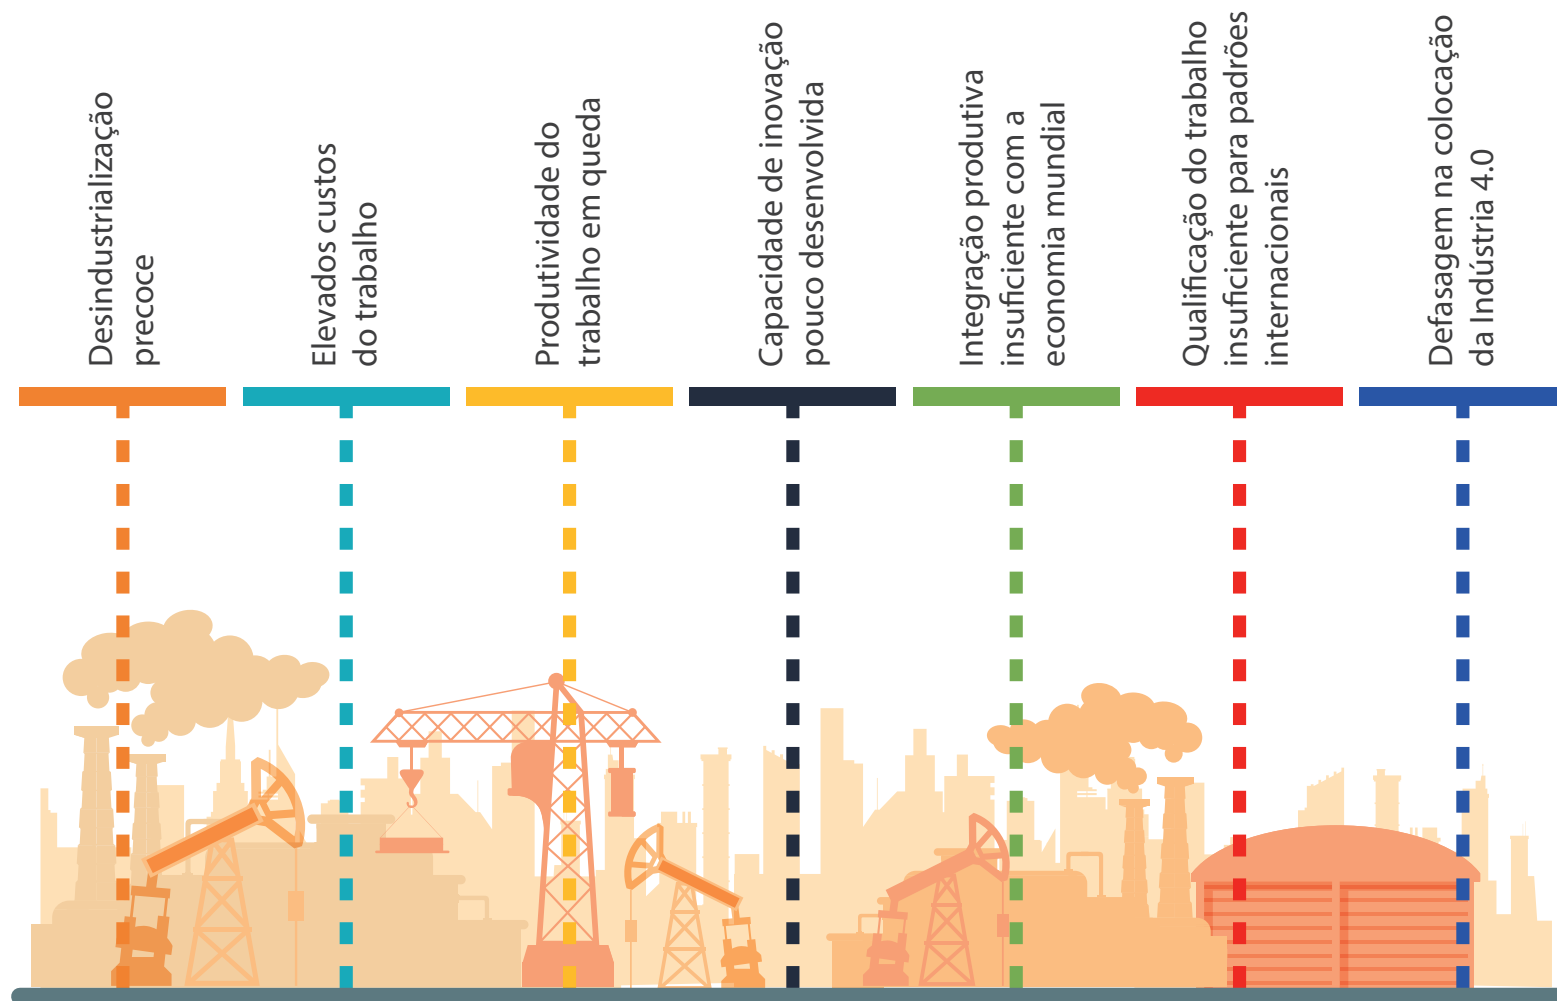 Desindustrialização
precoce
Elevados custos
do trabalho
Produtividade do
trabalho em queda
Capacidade de inovação
pouco desenvolvida
Integração produtiva
insuficiente com a
economia mundial
Qualificação do trabalho
insuficiente para padrões
internacionais
Defasagem na colocação
da Indústria 4.0